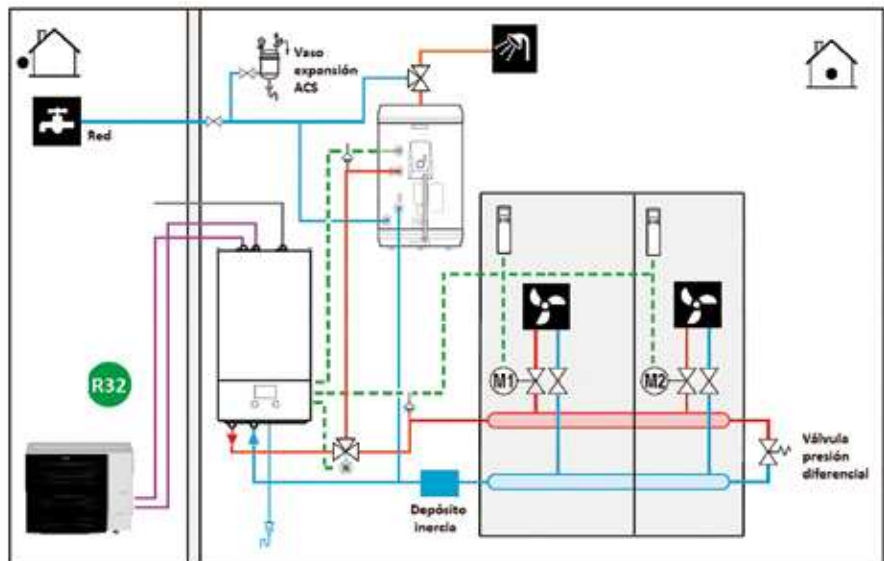 Vaso
expansión
ACS
Red
R32
M1
M2
Válvula
presión
diferencial
Depósito
inercia